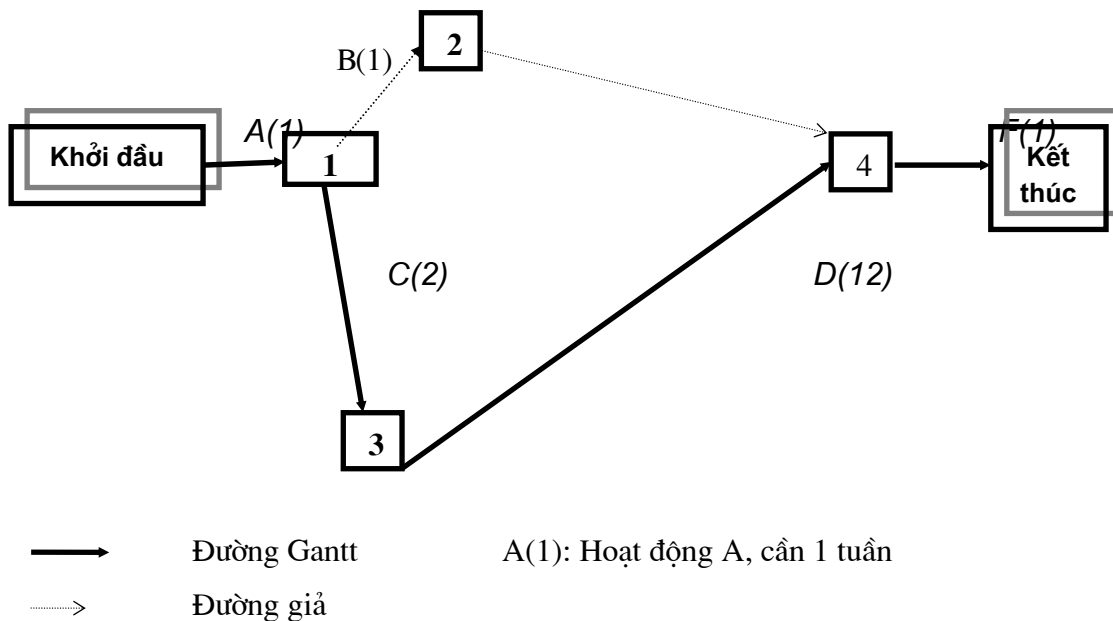 2
B(1)
A(1)
F(1)
Khởi đầu
1
4
Kết
thúc
C(2)
D(12)
3
Đường Gantt
A(1): Hoạt động A, cần 1 tuần
Đường giả